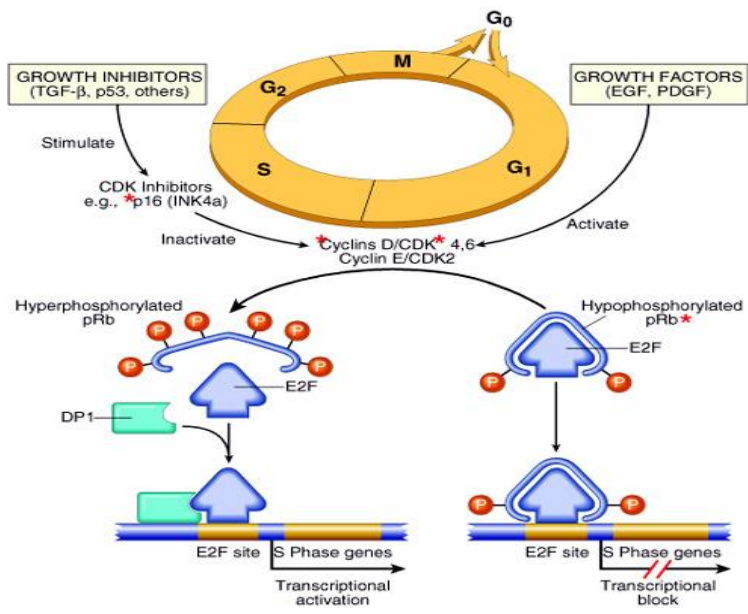 G0
M
G2
G1
S
GROWTH INHIBITORS
(TGF-β, p53, others)
GROWTH FACTORS
(EGF, PDGF)
Stimulate
CDK Inhibitors
e.g., *p16 (INK4a)
Inactivate
Activate
*Cyclins D/CDK* 4,6
Cyclin E/CDK2
Hyperphosphorylated
pRb
P
P
P
P
P
P
Hypophosphorylated
pRb*
E2F
P
P
E2F
DP1
P
P
E2F site
S Phase genes
Transcriptional
activation
E2F site
S Phase genes
Transcriptional
block